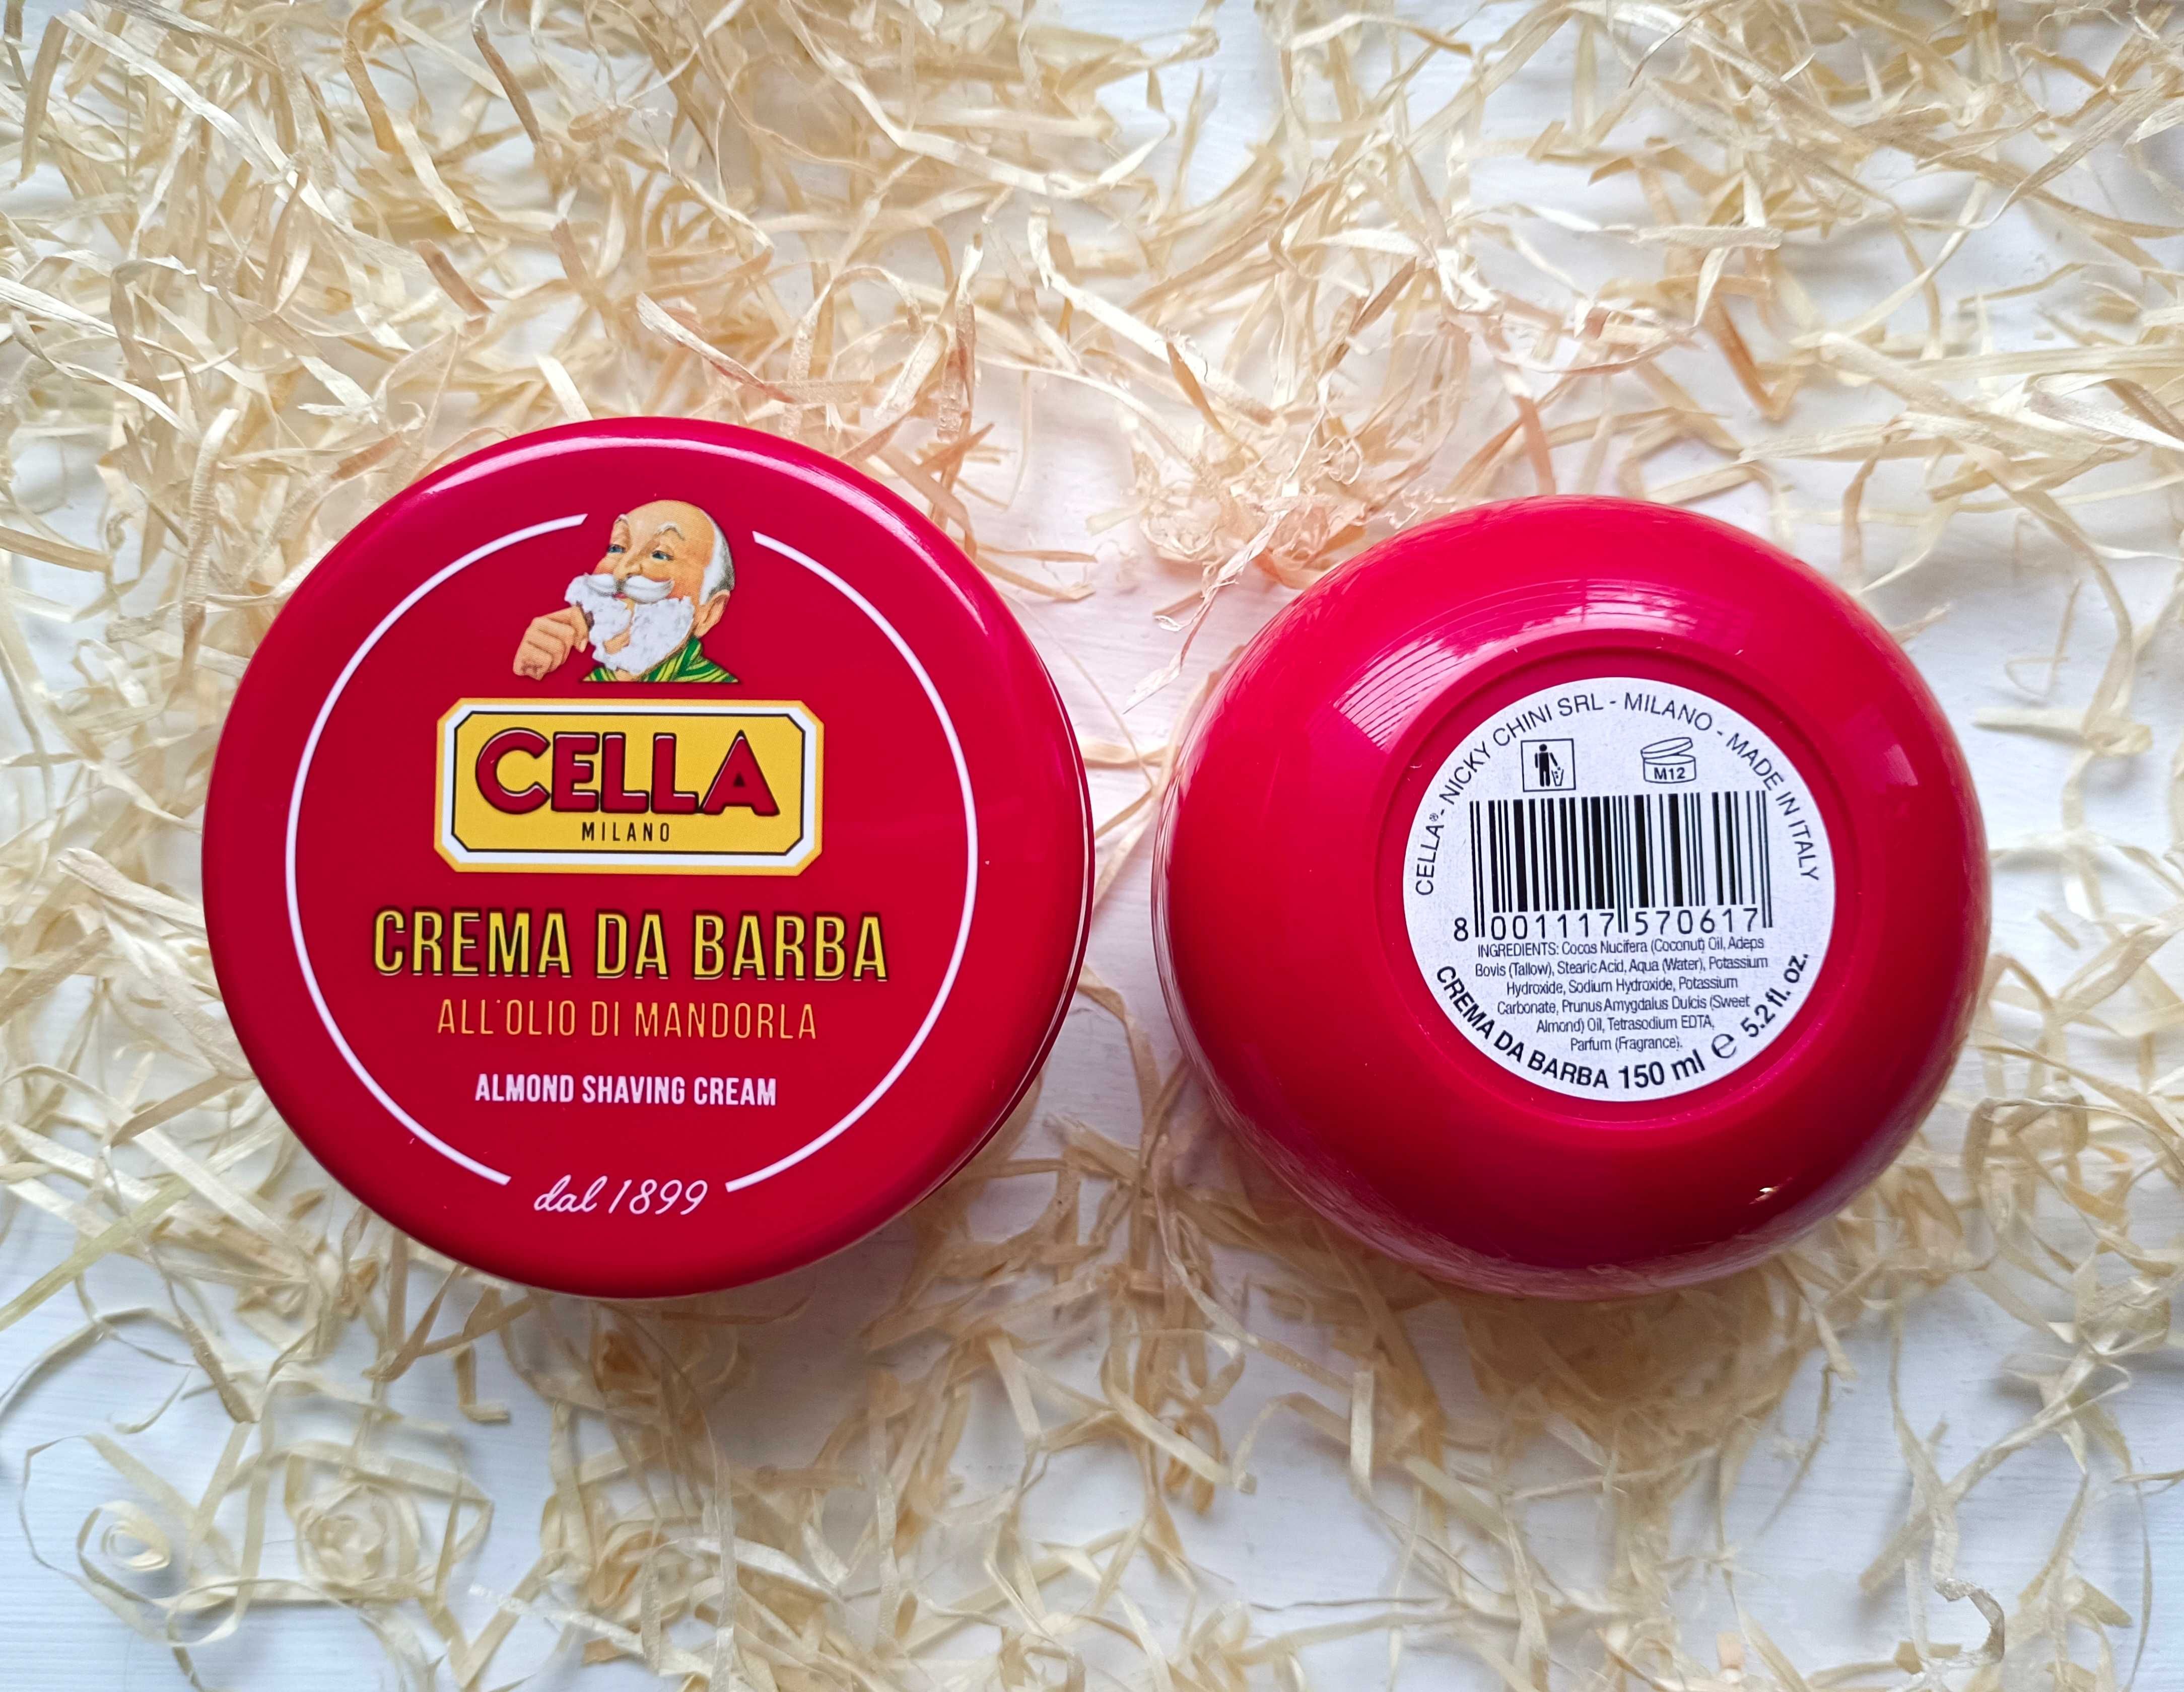 CELLA
MILANO
CREMA DA BARBA
ALL'OLIO DI MANDORLA
ALMOND SHAVING CREAM
dal 1899
CELLA® - NICKY CHINI SRL - MILANO - MADE IN ITALY
M12
8 001117 570617
INGREDIENTS: Cocos Nucifera (Coconut) Oil, Adeps
Bovis (Tallow), Stearic Acid, Aqua (Water), Potassium
Hydroxide, Sodium Hydroxide, Potassium
Carbonate, Prunus Amygdalus Dulcis (Sweet
Almond) Oil, Tetrasodium EDTA,
Parfum (Fragrance).
CREMA DA BARBA 150 ml ℮ 5.2 fl. oz.